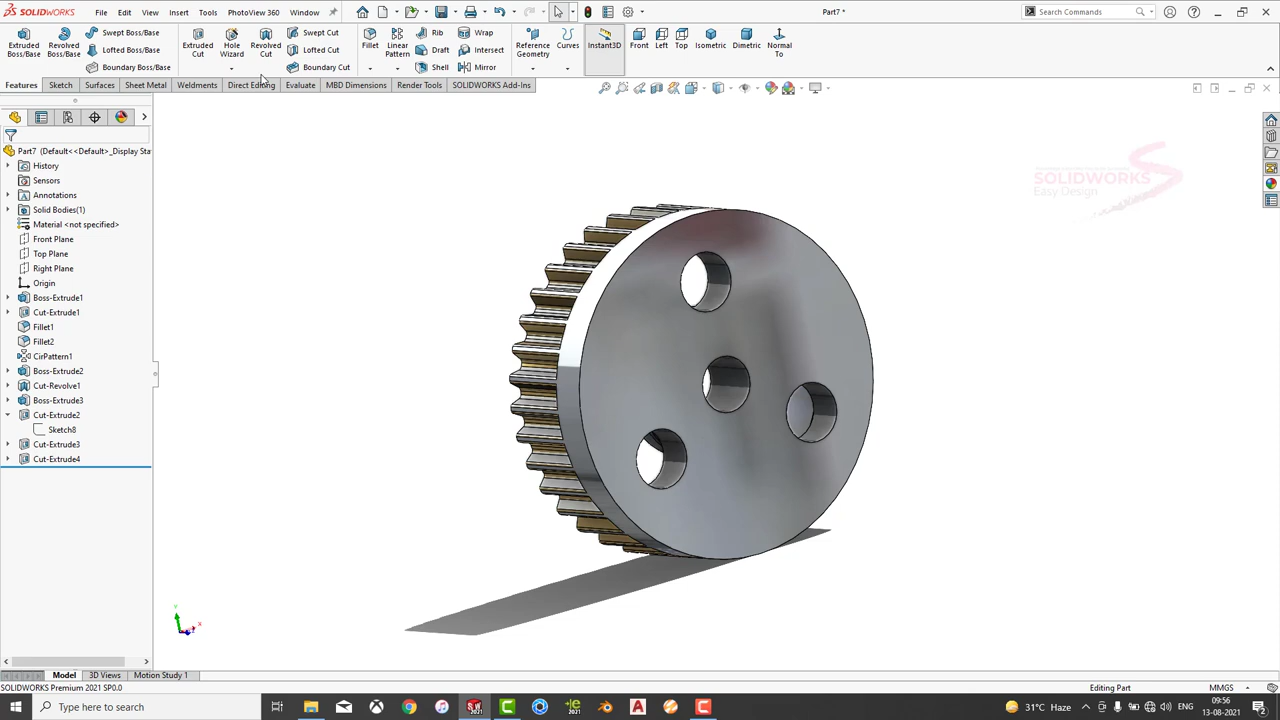 SOLIDWORKS File Edit View Insert Tools PhotoView 360 Window Part7 * Search Commands
Extruded Boss/Base
Revolved Boss/Base
Swept Boss/Base
Lofted Boss/Base
Boundary Boss/Base
Extruded Cut
Hole Wizard
Revolved Cut
Swept Cut
Lofted Cut
Boundary Cut
Fillet
Linear Pattern
Rib
Draft
Shell
Wrap
Intersect
Mirror
Reference Geometry
Curves
Instant3D
Front
Left
Top
Isometric
Dimetric
Normal To
Features Sketch Surfaces Sheet Metal Weldments Direct Editing Evaluate MBD Dimensions Render Tools SOLIDWORKS Add-Ins
Part7 (Default<<Default>_Display Sta
History
Sensors
Annotations
Solid Bodies(1)
Material <not specified>
Front Plane
Top Plane
Right Plane
Origin
Boss-Extrude1
Cut-Extrude1
Fillet1
Fillet2
CirPattern1
Boss-Extrude2
Cut-Revolve1
Boss-Extrude3
Cut-Extrude2
Sketch8
Cut-Extrude3
Cut-Extrude4
SOLIDWORKS
Easy Design
Y
X
Model 3D Views Motion Study 1
SOLIDWORKS Premium 2021 SP0.0 Editing Part MMGS
Type here to search 31°C Haze ENG 09:56
13-08-2021